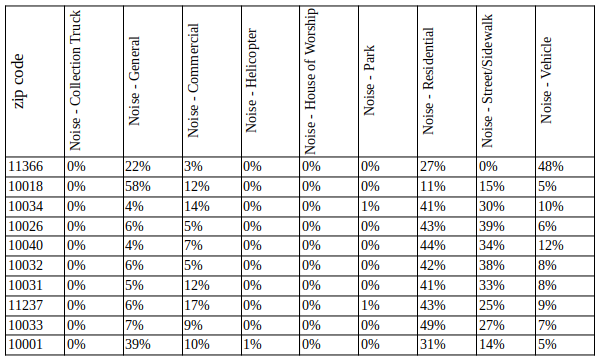 zip code Noise - Collection Truck Noise - General Noise - Commercial Noise - Helicopter Noise - House of Worship Noise - Park Noise - Residential Noise - Street/Sidewalk Noise - Vehicle
11366 0% 22% 3% 0% 0% 0% 27% 0% 48%
10018 0% 58% 12% 0% 0% 0% 11% 15% 5%
10034 0% 4% 14% 0% 0% 1% 41% 30% 10%
10026 0% 6% 5% 0% 0% 0% 43% 39% 6%
10040 0% 4% 7% 0% 0% 0% 44% 34% 12%
10032 0% 6% 5% 0% 0% 0% 42% 38% 8%
10031 0% 5% 12% 0% 0% 0% 41% 33% 8%
11237 0% 6% 17% 0% 0% 1% 43% 25% 9%
10033 0% 7% 9% 0% 0% 0% 49% 27% 7%
10001 0% 39% 10% 1% 0% 0% 31% 14% 5%